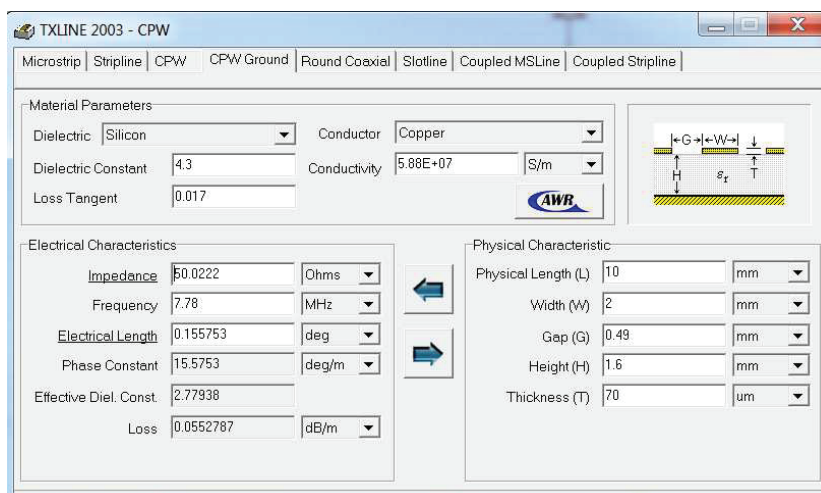 TXLINE 2003 - CPW
Microstrip Stripline CPW CPW Ground Round Coaxial Slotline Coupled MSLine Coupled Stripline
Material Parameters
Dielectric Silicon Conductor Copper
Dielectric Constant 4.3 Conductivity 5.88E+07 S/m
Loss Tangent 0.017 AWR
G W
H εr T
Electrical Characteristics
Impedance 50.0222 Ohms
Frequency 7.78 MHz
Electrical Length 0.155753 deg
Phase Constant 15.5753 deg/m
Effective Diel. Const. 2.77938
Loss 0.0552787 dB/m
Physical Characteristic
Physical Length (L) 10 mm
Width (W) 2 mm
Gap (G) 0.49 mm
Height (H) 1.6 mm
Thickness (T) 70 um